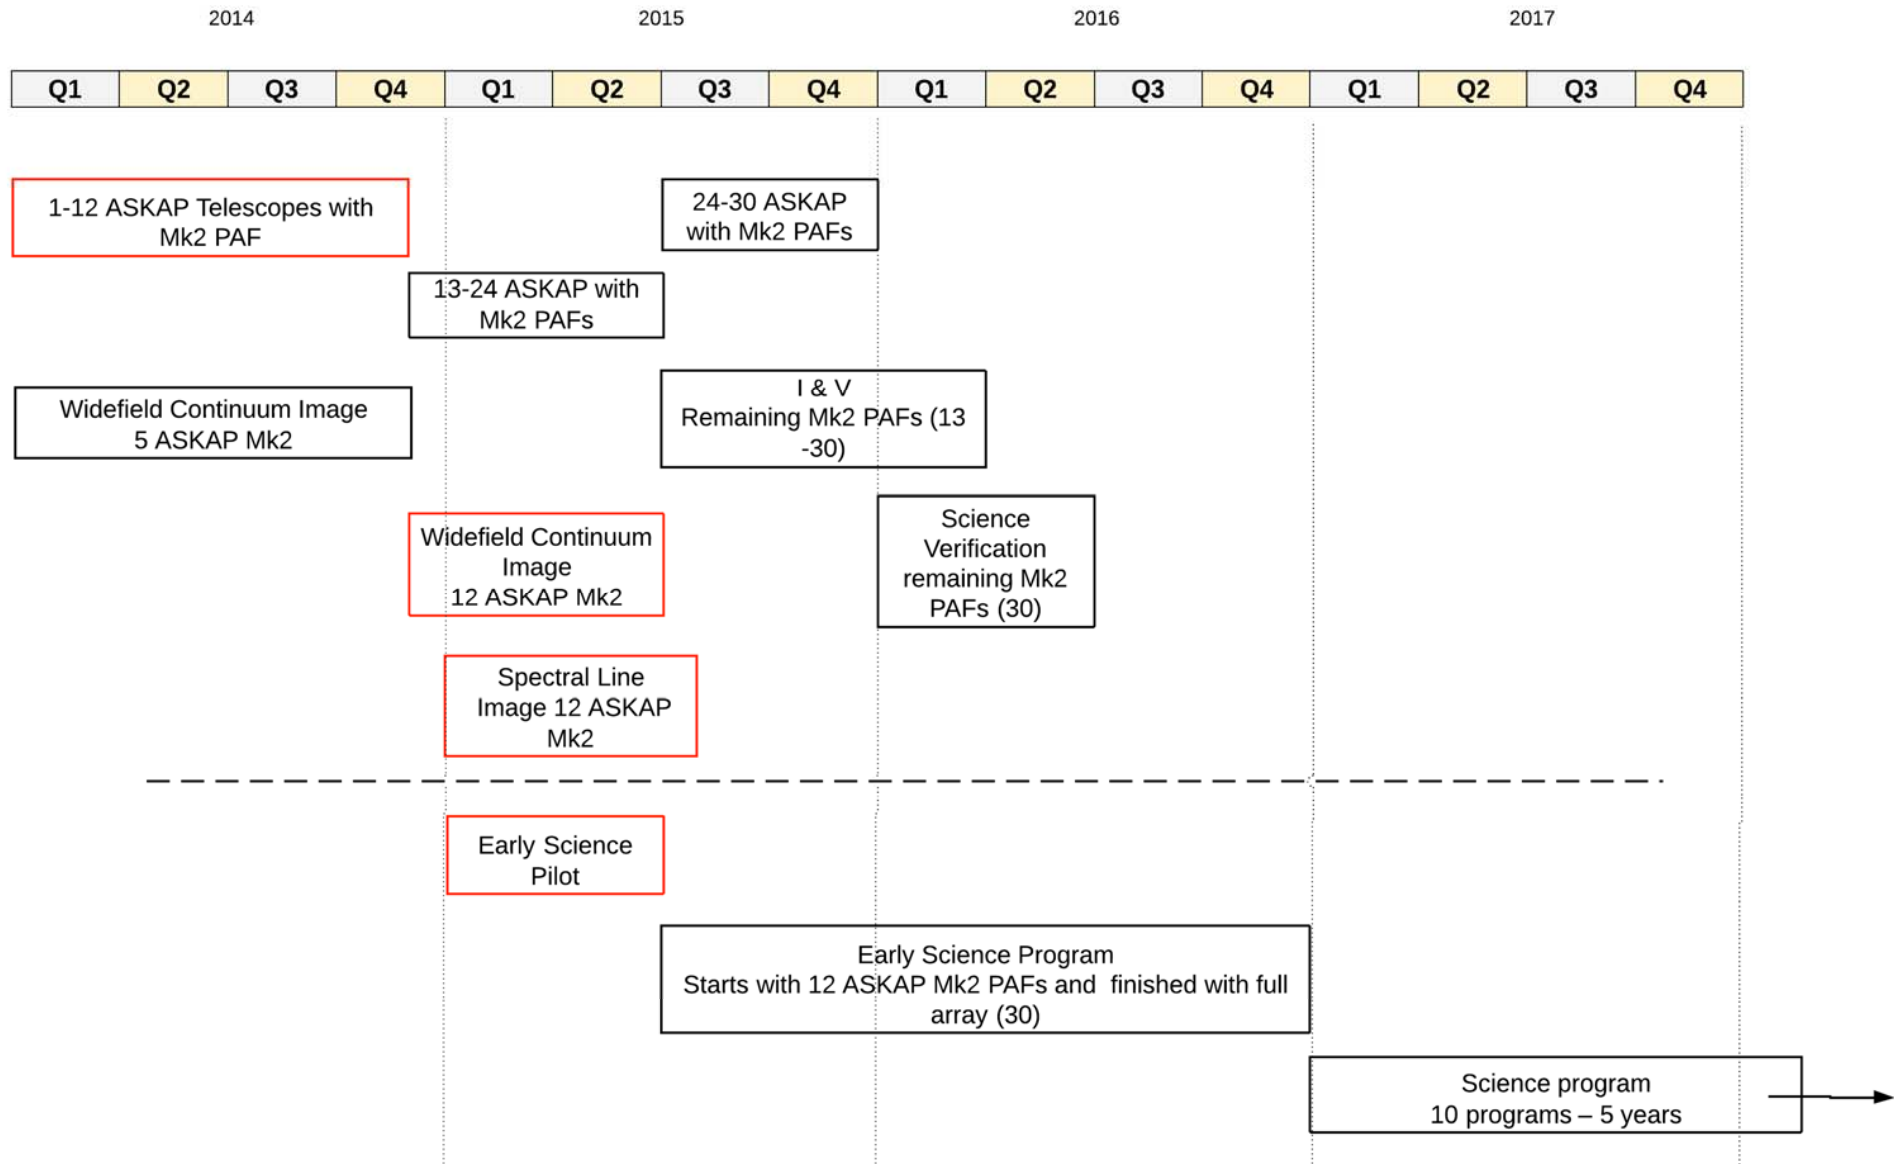 2014 2015 2016 2017
Q1 Q2 Q3 Q4 Q1 Q2 Q3 Q4 Q1 Q2 Q3 Q4 Q1 Q2 Q3 Q4
1-12 ASKAP Telescopes with
Mk2 PAF
24-30 ASKAP
with Mk2 PAFs
13-24 ASKAP with
Mk2 PAFs
Widefield Continuum Image
5 ASKAP Mk2
I & V
Remaining Mk2 PAFs (13
-30)
Widefield Continuum
Image
12 ASKAP Mk2
Science
Verification
remaining Mk2
PAFs (30)
Spectral Line
Image 12 ASKAP
Mk2
Early Science
Pilot
Early Science Program
Starts with 12 ASKAP Mk2 PAFs and finished with full
array (30)
Science program
10 programs – 5 years